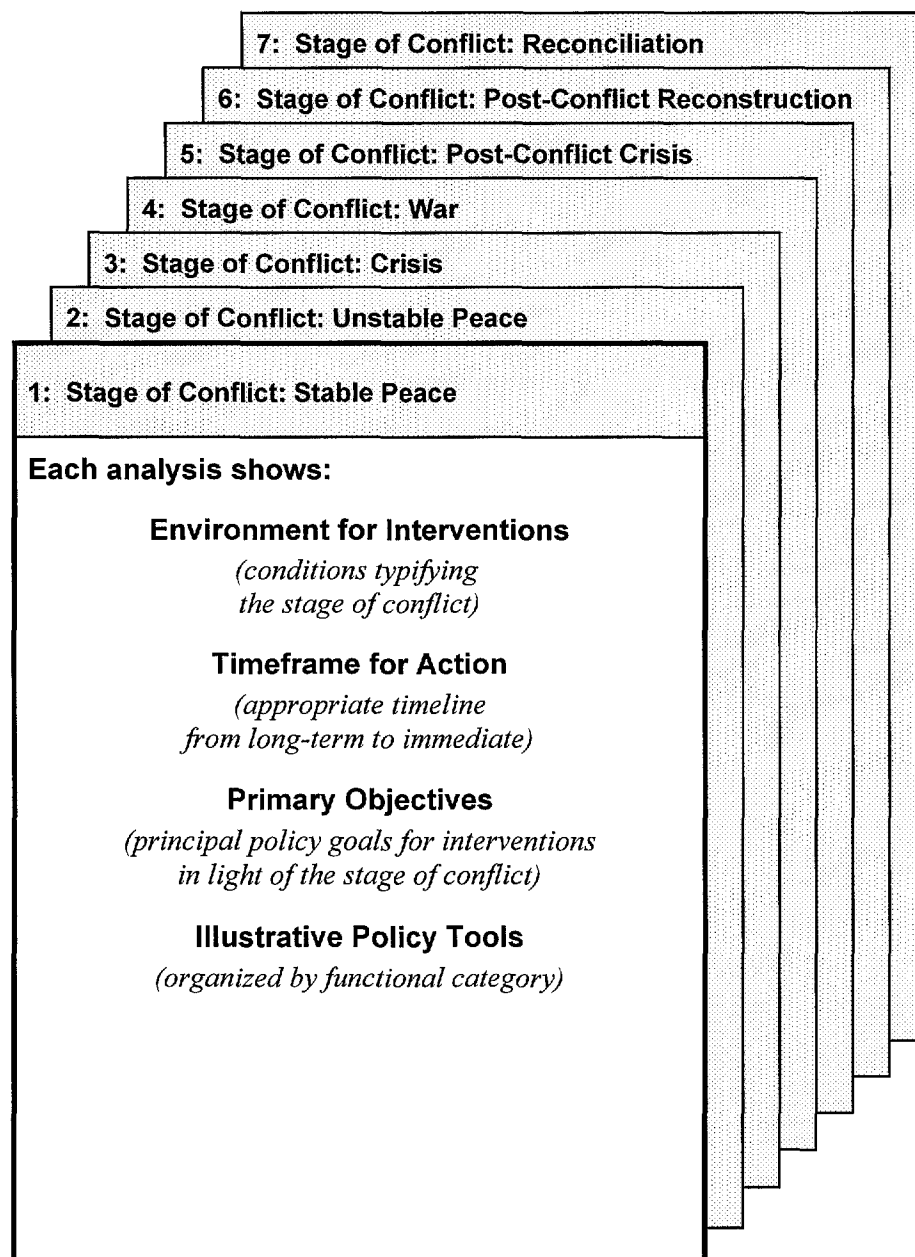 7: Stage of Conflict: Reconciliation
6: Stage of Conflict: Post-Conflict Reconstruction
5: Stage of Conflict: Post-Conflict Crisis
4: Stage of Conflict: War
3: Stage of Conflict: Crisis
2: Stage of Conflict: Unstable Peace
1: Stage of Conflict: Stable Peace
Each analysis shows:
Environment for Interventions
(conditions typifying
the stage of conflict)
Timeframe for Action
(appropriate timeline
from long-term to immediate)
Primary Objectives
(principal policy goals for interventions
in light of the stage of conflict)
Illustrative Policy Tools
(organized by functional category)